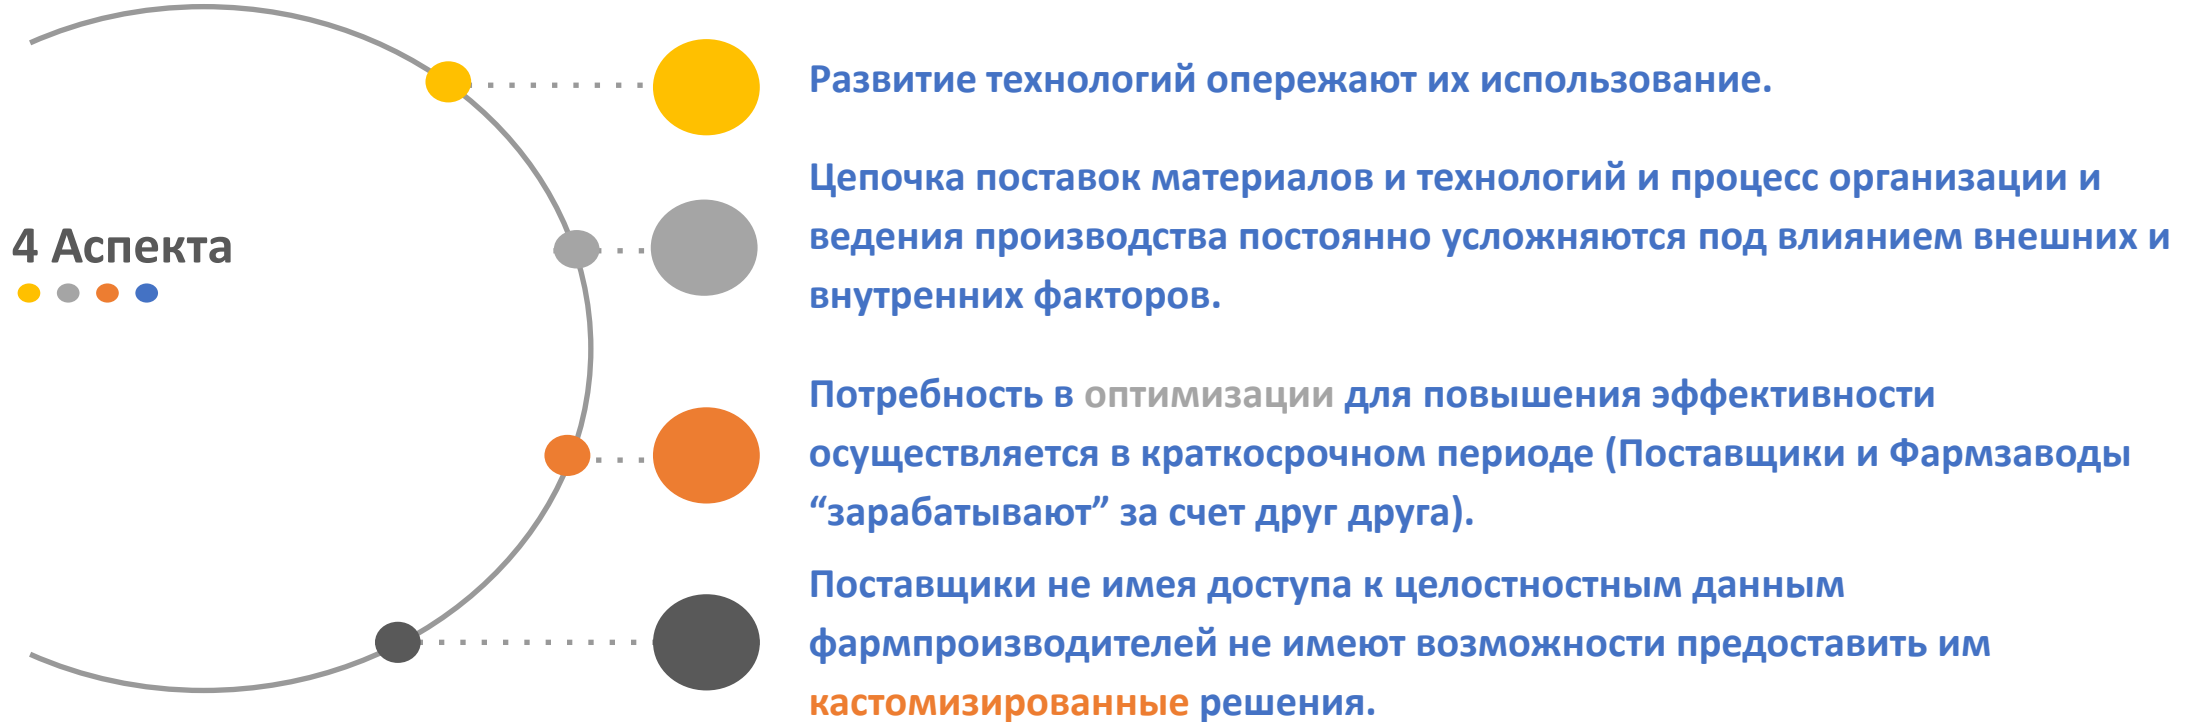 4 Аспекта
Развитие технологий опережают их использование.
Цепочка поставок материалов и технологий и процесс организации и
ведения производства постоянно усложняются под влиянием внешних и
внутренних факторов.
Потребность в оптимизации для повышения эффективности
осуществляется в краткосрочном периоде (Поставщики и Фармзаводы
“зарабатывают” за счет друг друга).
Поставщики не имея доступа к целостностным данным
фармпроизводителей не имеют возможности предоставить им
кастомизированные решения.